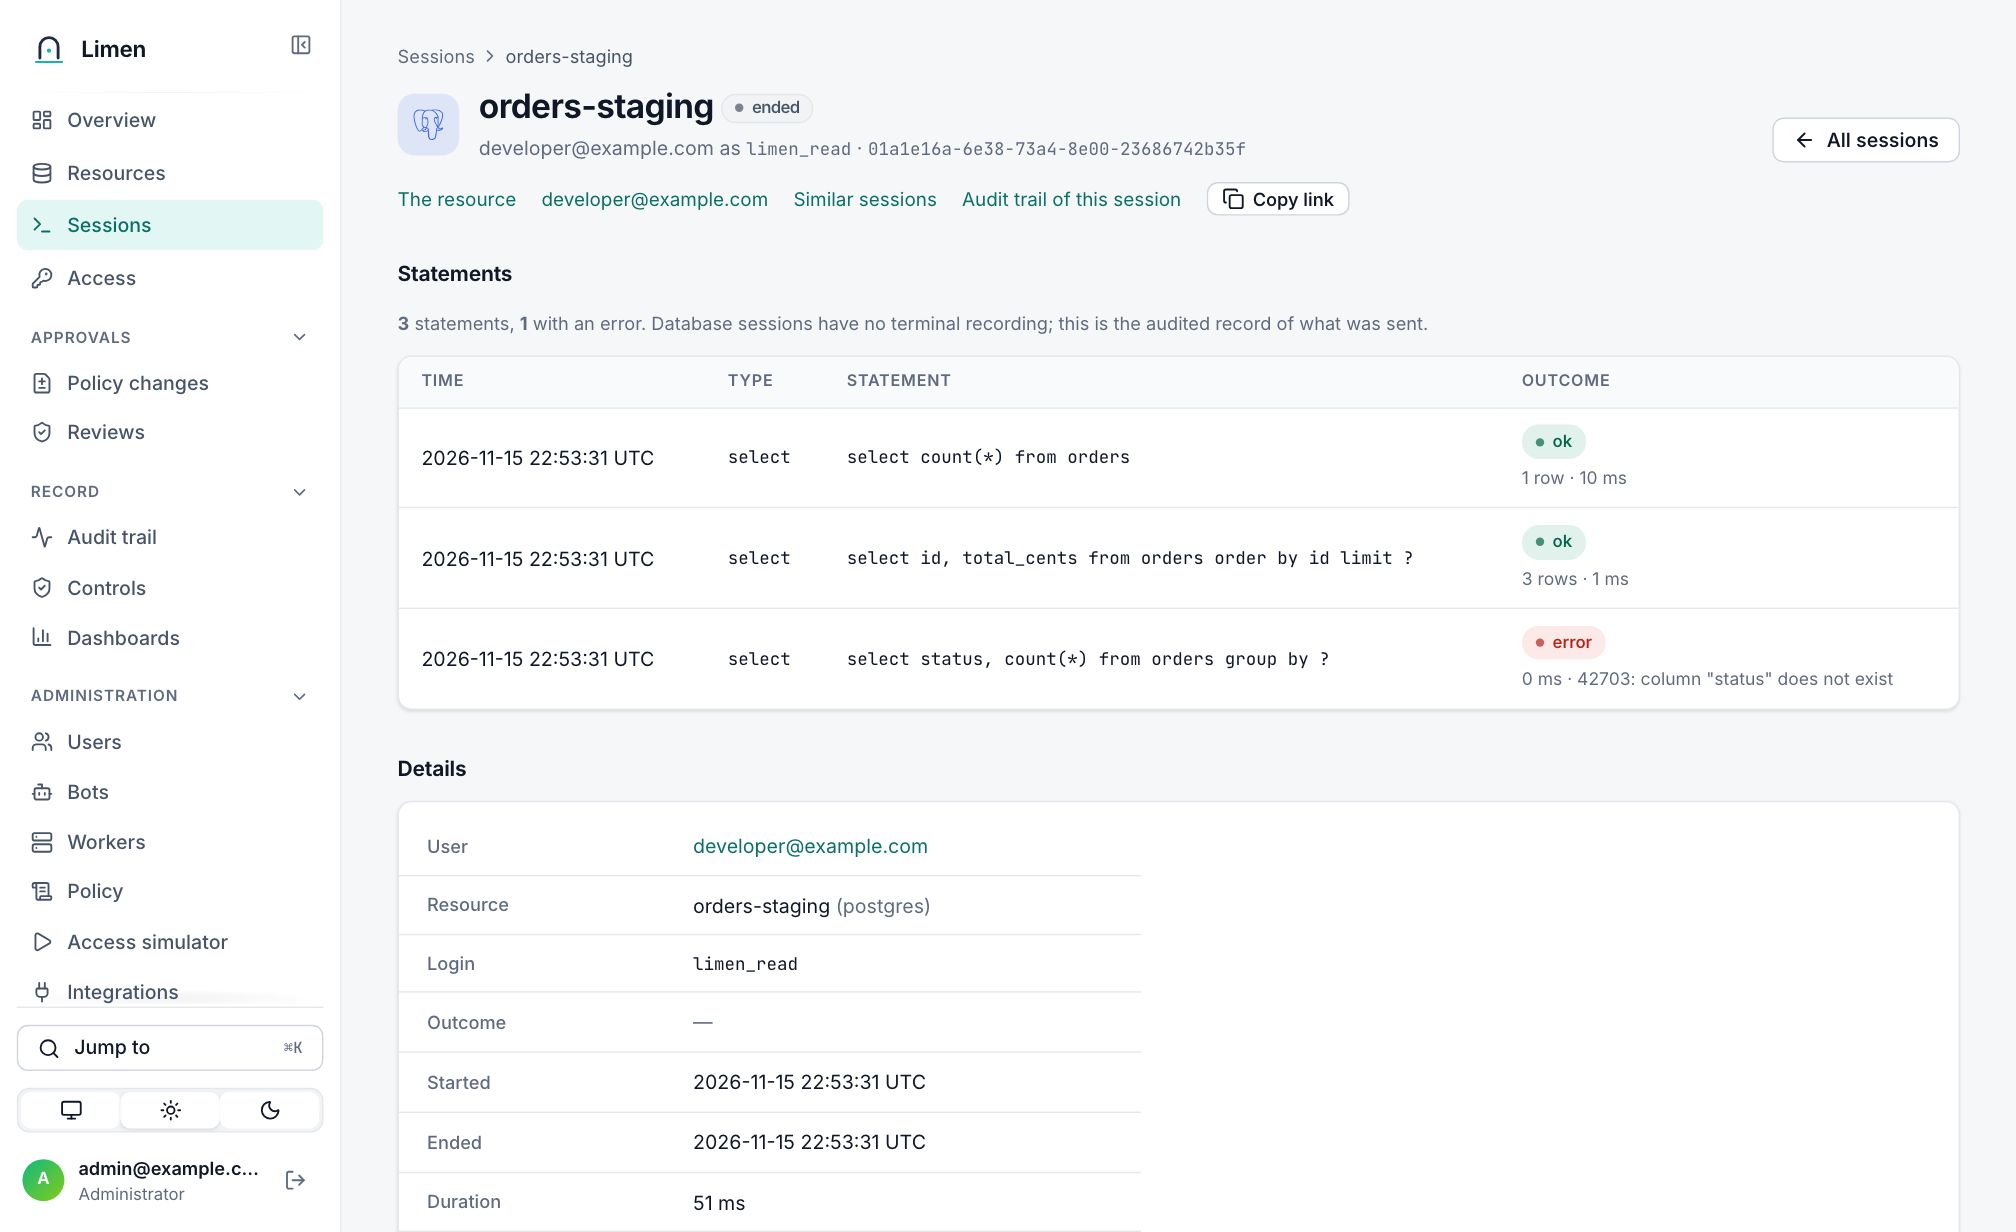 Limen
Overview
Resources
Sessions
Access
APPROVALS
Policy changes
Reviews
RECORD
Audit trail
Controls
Dashboards
ADMINISTRATION
Users
Bots
Workers
Policy
Access simulator
Integrations
Jump to ⌘K
A
admin@example.c...
Administrator
Sessions > orders-staging
orders-staging ended
developer@example.com as limen_read · 01a1e16a-6e38-73a4-8e00-23686742b35f
All sessions
The resource developer@example.com Similar sessions Audit trail of this session Copy link
Statements
3 statements, 1 with an error. Database sessions have no terminal recording; this is the audited record of what was sent.
TIME TYPE STATEMENT OUTCOME
2026-11-15 22:53:31 UTC select select count(*) from orders ok
1 row · 10 ms
2026-11-15 22:53:31 UTC select select id, total_cents from orders order by id limit ? ok
3 rows · 1 ms
2026-11-15 22:53:31 UTC select select status, count(*) from orders group by ? error
0 ms · 42703: column "status" does not exist
Details
User developer@example.com
Resource orders-staging (postgres)
Login limen_read
Outcome —
Started 2026-11-15 22:53:31 UTC
Ended 2026-11-15 22:53:31 UTC
Duration 51 ms